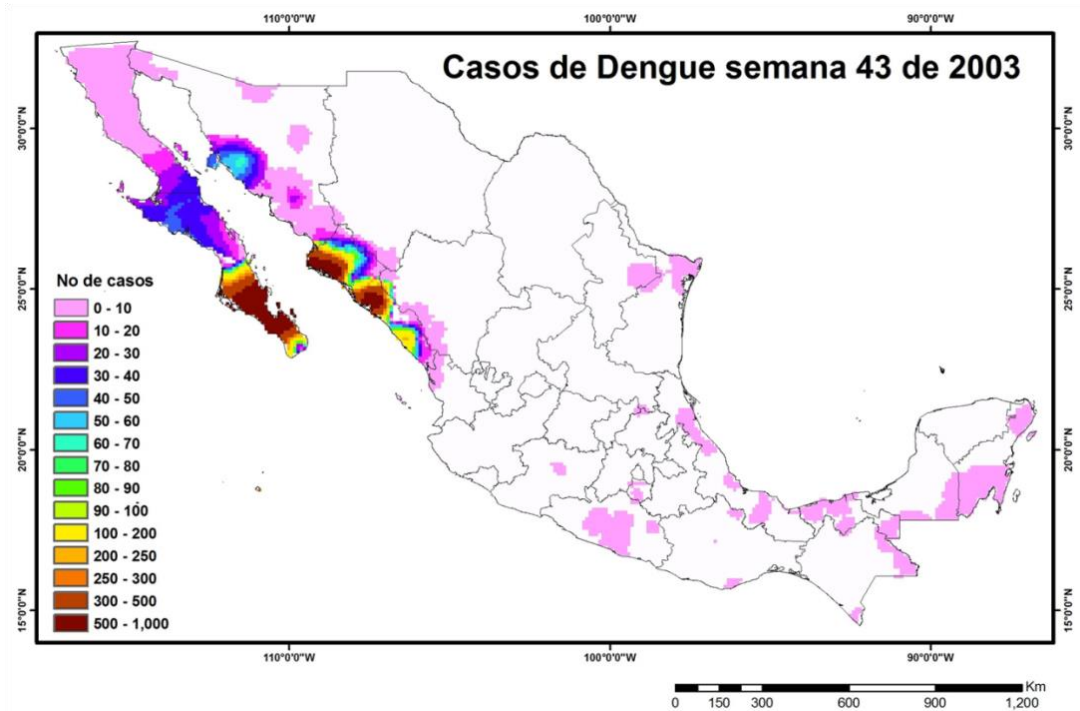 110°0'0"W 100°0'0"W 90°0'0"W
Casos de Dengue semana 43 de 2003
30°0'0"N 30°0'0"N
25°0'0"N 25°0'0"N
20°0'0"N 20°0'0"N
15°0'0"N 15°0'0"N
No de casos
0 - 10
10 - 20
20 - 30
30 - 40
40 - 50
50 - 60
60 - 70
70 - 80
80 - 90
90 - 100
100 - 200
200 - 250
250 - 300
300 - 500
500 - 1,000
110°0'0"W 100°0'0"W 90°0'0"W
Km
0 150 300 600 900 1,200